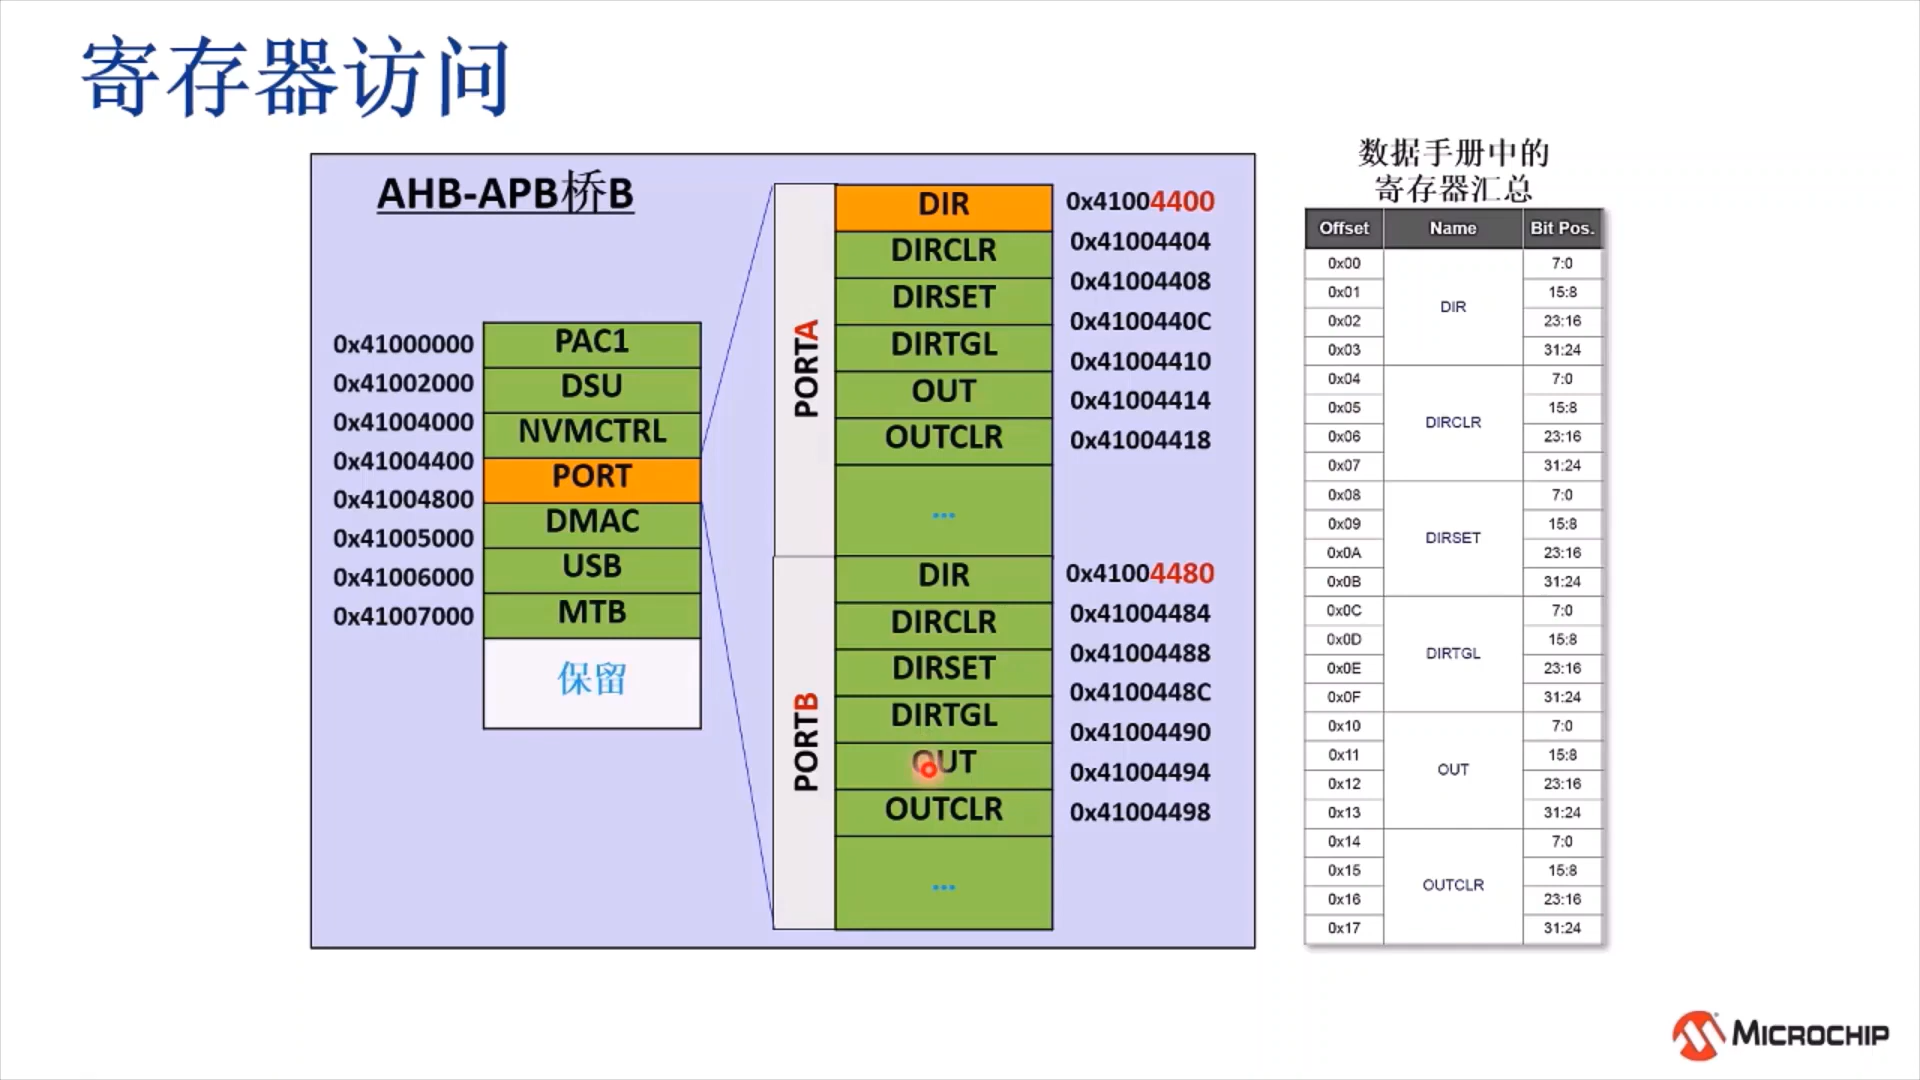 寄存器访问
AHB-APB桥B
0x41000000 PAC1
0x41002000 DSU
0x41004000 NVMCTRL
0x41004400 PORT
0x41004800 DMAC
0x41005000 USB
0x41006000 MTB
0x41007000
保留
PORTA
DIR 0x41004400
DIRCLR 0x41004404
DIRSET 0x41004408
DIRTGL 0x4100440C
OUT 0x41004410
OUTCLR 0x41004414
0x41004418
...
PORTB
DIR 0x41004480
DIRCLR 0x41004484
DIRSET 0x41004488
DIRTGL 0x4100448C
OUT 0x41004490
OUTCLR 0x41004494
0x41004498
...
数据手册中的
寄存器汇总
Offset Name Bit Pos.
0x00 7:0
0x01 15:8
DIR
0x02 23:16
0x03 31:24
0x04 7:0
0x05 15:8
DIRCLR
0x06 23:16
0x07 31:24
0x08 7:0
0x09 15:8
DIRSET
0x0A 23:16
0x0B 31:24
0x0C 7:0
0x0D 15:8
DIRTGL
0x0E 23:16
0x0F 31:24
0x10 7:0
0x11 15:8
OUT
0x12 23:16
0x13 31:24
0x14 7:0
0x15 15:8
OUTCLR
0x16 23:16
0x17 31:24
MICROCHIP